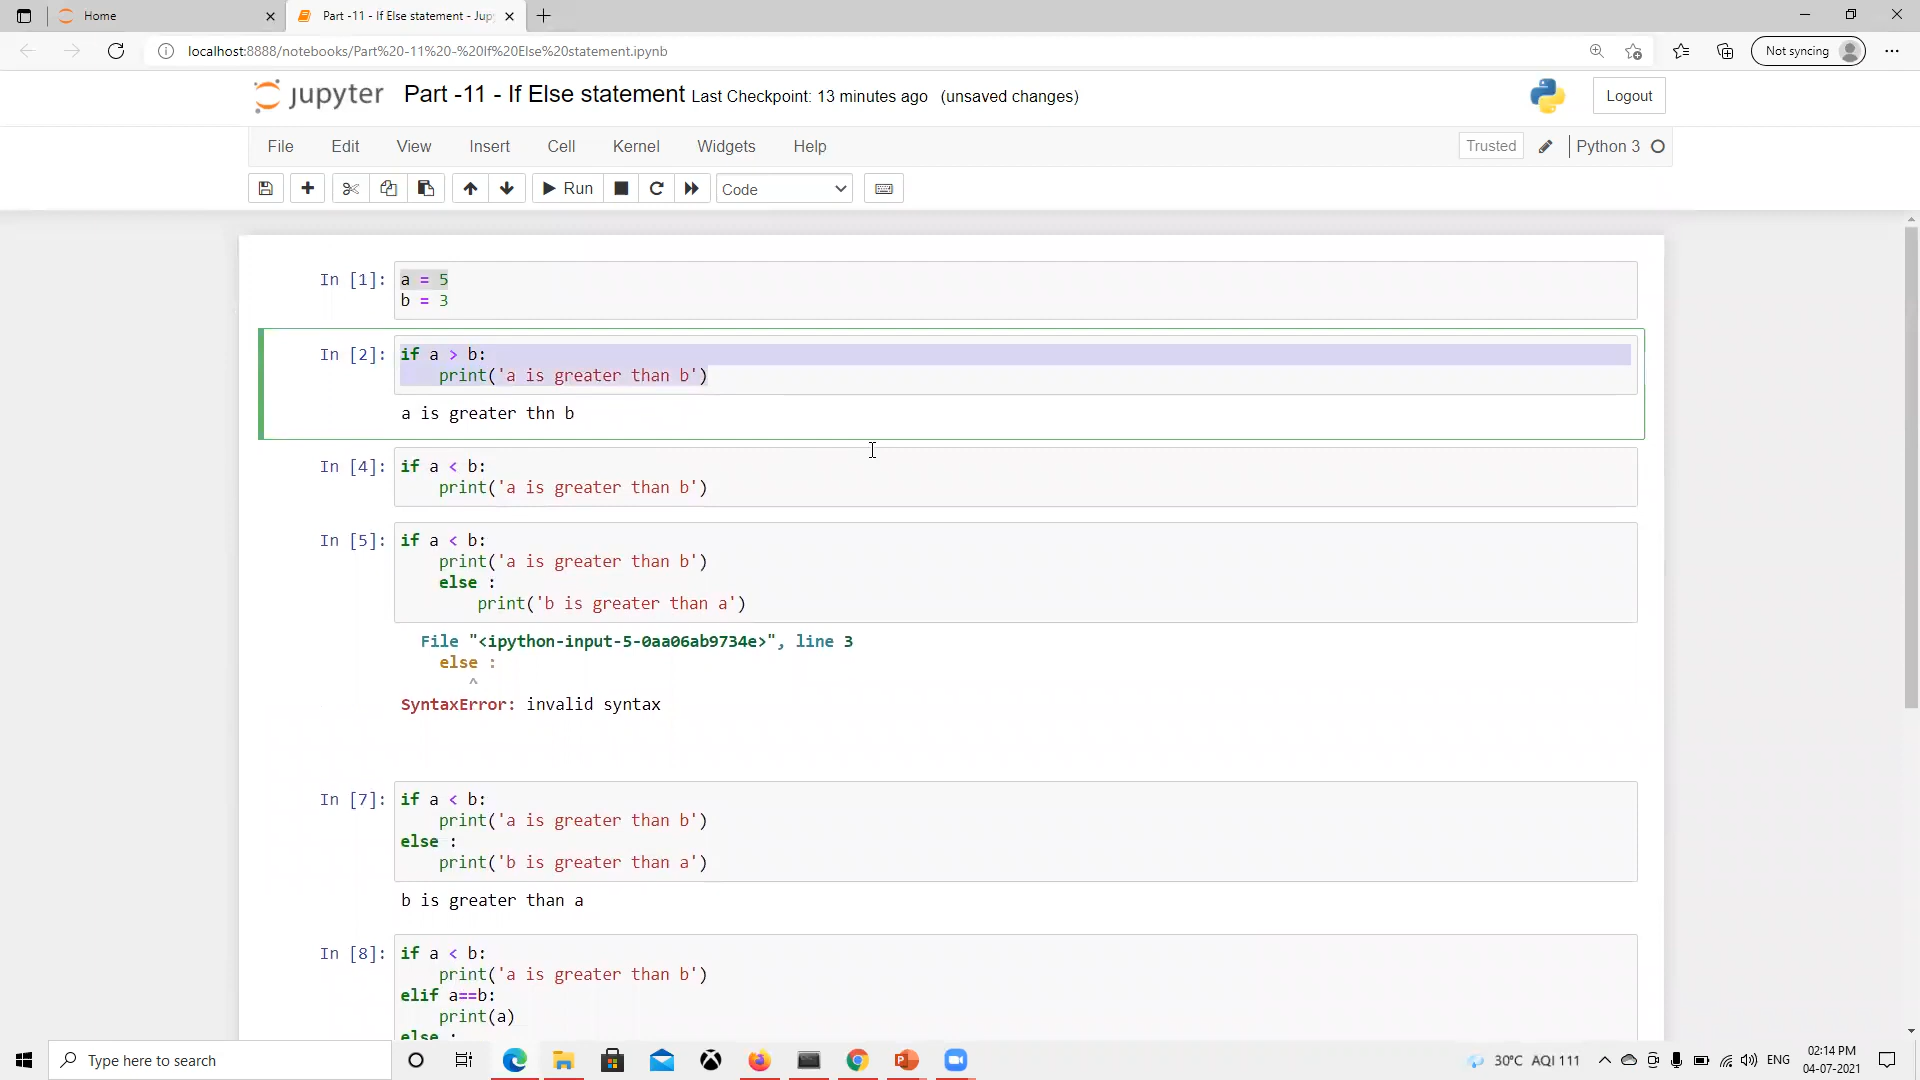 Home
Part -11 - If Else statement - Jup
localhost:8888/notebooks/Part%20-11%20-%20If%20Else%20statement.ipynb
Not syncing
jupyter Part -11 - If Else statement Last Checkpoint: 13 minutes ago (unsaved changes)
Logout
File Edit View Insert Cell Kernel Widgets Help
Trusted
Python 3
Run
Code
In [1]: a = 5
b = 3
In [2]: if a > b:
print('a is greater than b')
a is greater thn b
In [4]: if a < b:
print('a is greater than b')
In [5]: if a < b:
print('a is greater than b')
else :
print('b is greater than a')
File "<ipython-input-5-0aa06ab9734e>", line 3
else :
^
SyntaxError: invalid syntax
In [7]: if a < b:
print('a is greater than b')
else :
print('b is greater than a')
b is greater than a
In [8]: if a < b:
print('a is greater than b')
elif a==b:
print(a)
else :
Type here to search
30°C AQI 111
ENG
02:14 PM
04-07-2021